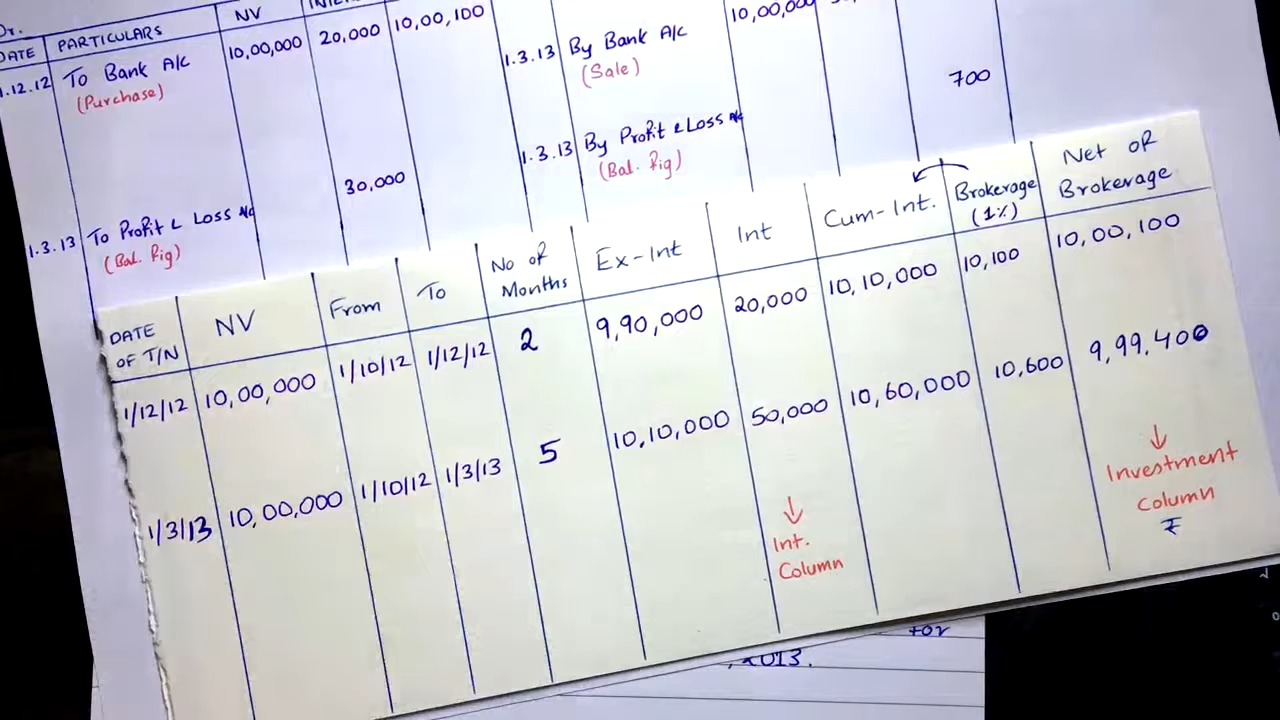 Dr.
DATE PARTICULARS NV
1.12.12 To Bank A/C 10,00,000 20,000 10,00,100
(Purchase)
30,000
1.3.13 To Profit & Loss A/c
(Bal. fig)
1.3.13 By Bank A/C 10,00,000
(Sale)
700
1.3.13 By Profit & Loss A/c
(Bal. fig)
DATE OF T/N NV From To No of Months Ex-Int Int Cum-Int. Brokerage (1%) Net of Brokerage
1/12/12 10,00,000 1/10/12 1/12/12 2 9,90,000 20,000 10,10,000 10,100 10,00,100
1/3/13 10,00,000 1/10/12 1/3/13 5 10,10,000 50,000 10,60,000 10,600 9,99,400
↓
Int.
Column
↓
Investment
Column
₹
for
, 2013.